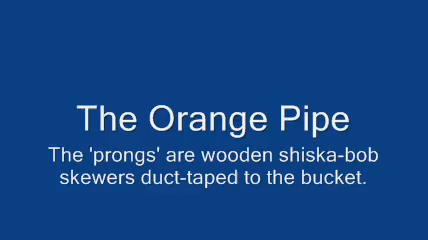 The Orange Pipe
The 'prongs' are wooden shiska-bob
skewers duct-taped to the bucket.